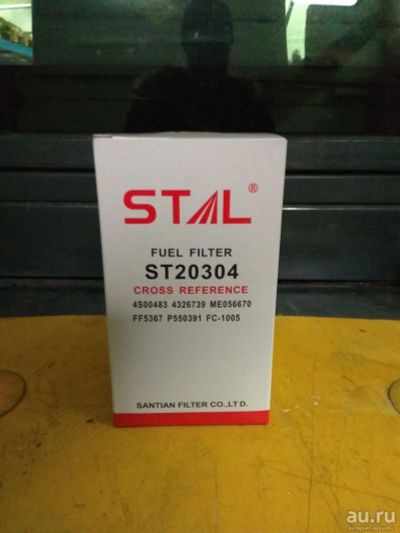 STAL®
FUEL FILTER
ST20304
CROSS REFERENCE
4S00483 4326739 ME056670
FF5367 P550391 FC-1005
SANTIAN FILTER CO.,LTD.
au.ru